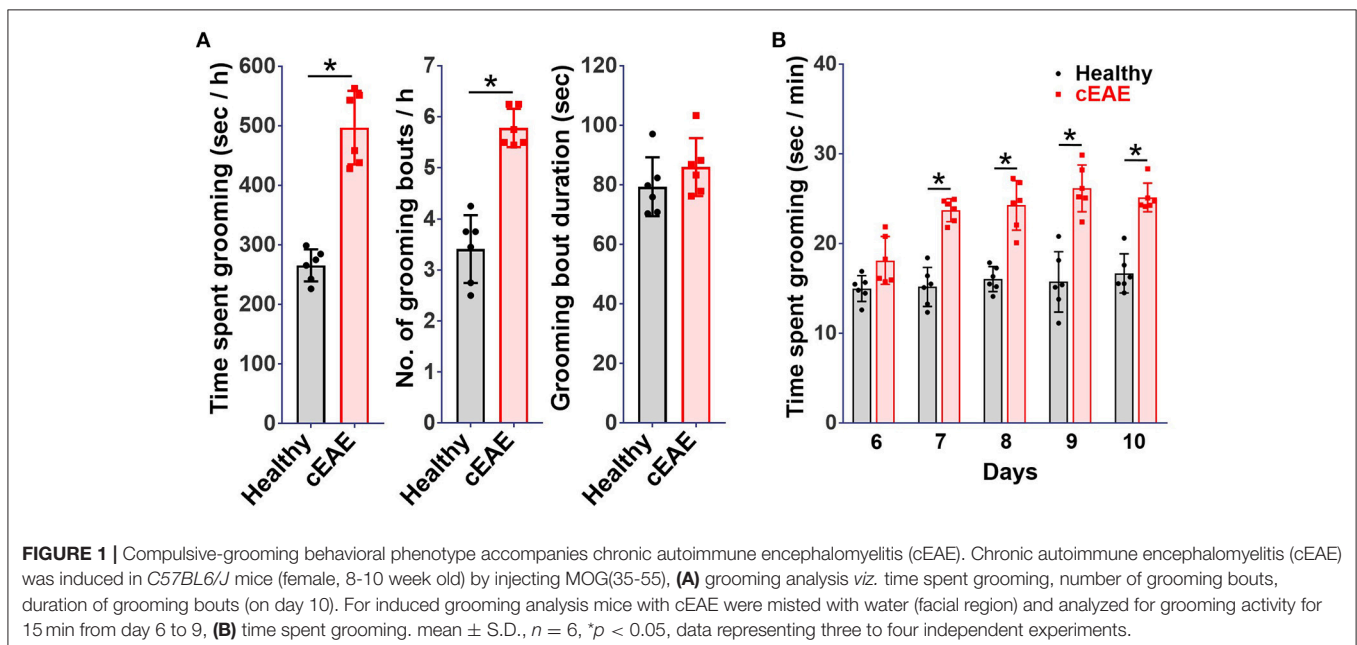 A
Time spent grooming (sec / h)
600
500
400
300
200
100
0
*
Healthy
cEAE
No. of grooming bouts / h
7
6
5
4
3
2
1
0
*
Healthy
cEAE
Grooming bout duration (sec)
120
100
80
60
40
20
0
Healthy
cEAE
B
Time spent grooming (sec / min)
40
30
20
10
0
Healthy
cEAE
*
*
*
*
6 7 8 9 10
Days
FIGURE 1 | Compulsive-grooming behavioral phenotype accompanies chronic autoimmune encephalomyelitis (cEAE). Chronic autoimmune encephalomyelitis (cEAE)
was induced in C57BL6/J mice (female, 8-10 week old) by injecting MOG(35-55), (A) grooming analysis viz. time spent grooming, number of grooming bouts,
duration of grooming bouts (on day 10). For induced grooming analysis mice with cEAE were misted with water (facial region) and analyzed for grooming activity for
15 min from day 6 to 9, (B) time spent grooming. mean ± S.D., n = 6, *p < 0.05, data representing three to four independent experiments.